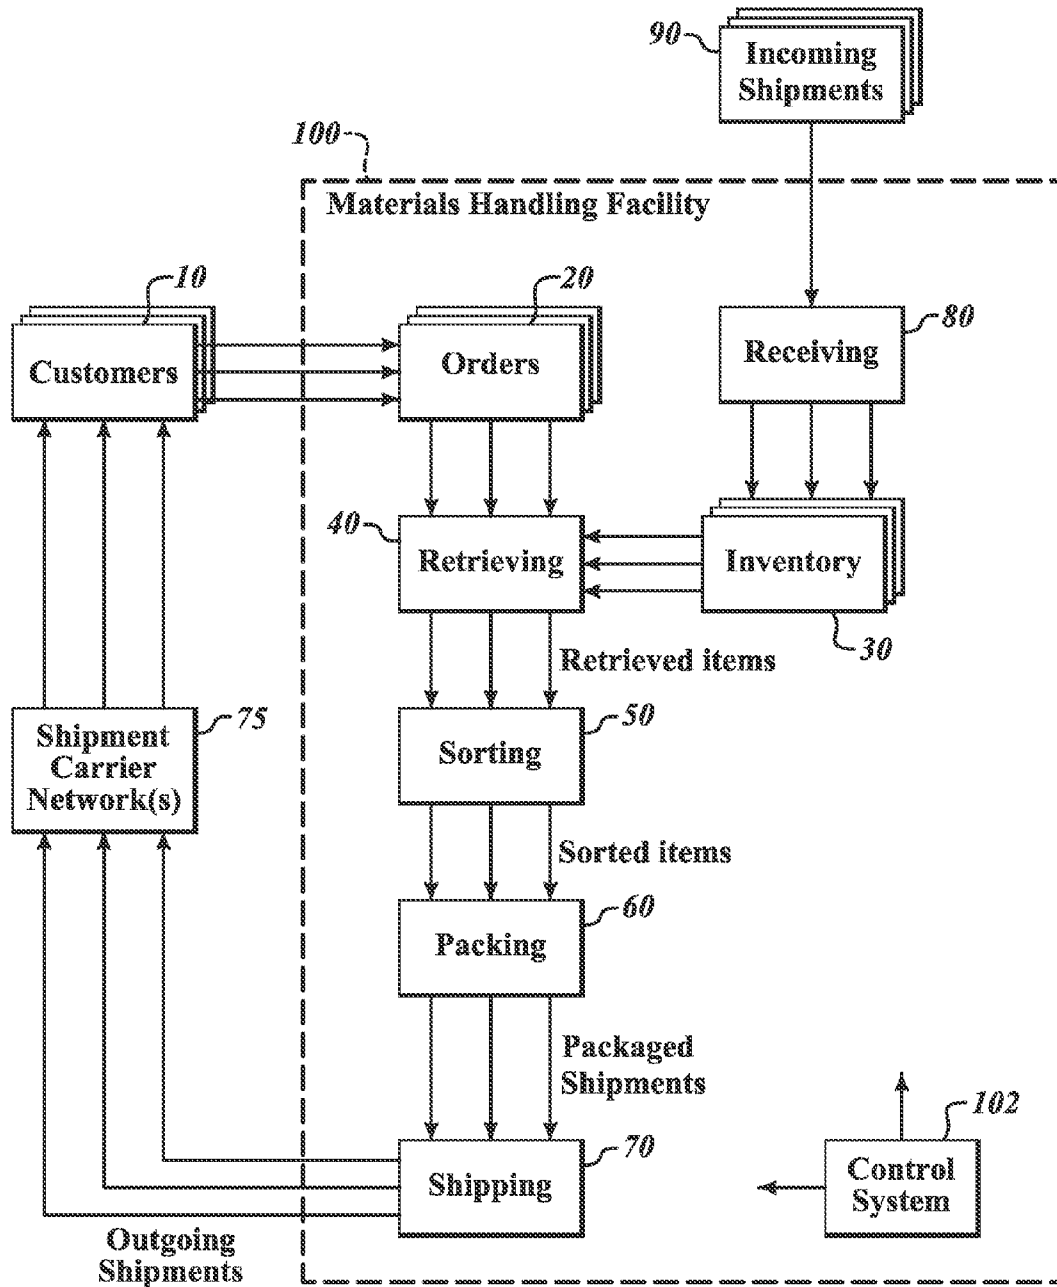 90
Incoming
Shipments
100
Materials Handling Facility
10
Customers
20
Orders
80
Receiving
40
Retrieving
Inventory
30
Retrieved items
75
Shipment
Carrier
Network(s)
50
Sorting
Sorted items
60
Packing
Packaged
Shipments
70
Shipping
102
Control
System
Outgoing
Shipments